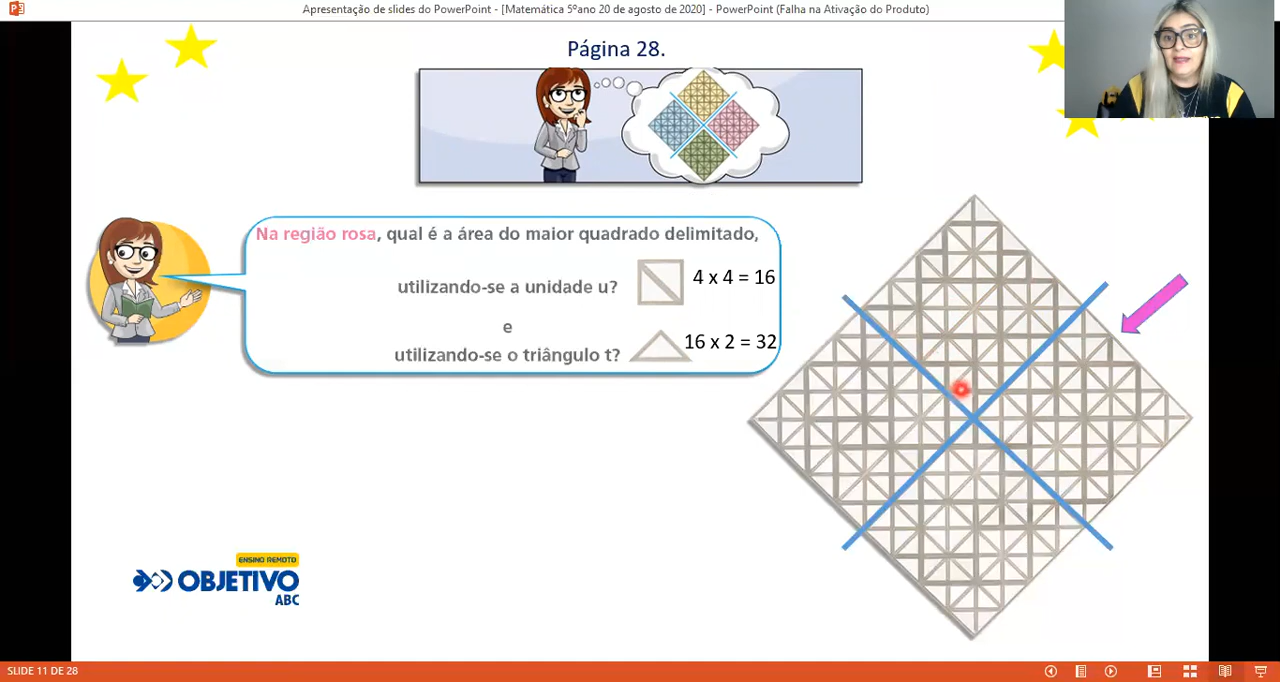 Apresentação de slides do PowerPoint - [Matemática 5ºano 20 de agosto de 2020] - PowerPoint (Falha na Ativação do Produto)
Página 28.
Na região rosa, qual é a área do maior quadrado delimitado,
utilizando-se a unidade u? 4 x 4 = 16
e
utilizando-se o triângulo t? 16 x 2 = 32
ENSINO REMOTO
OBJETIVO
ABC
SLIDE 11 DE 28